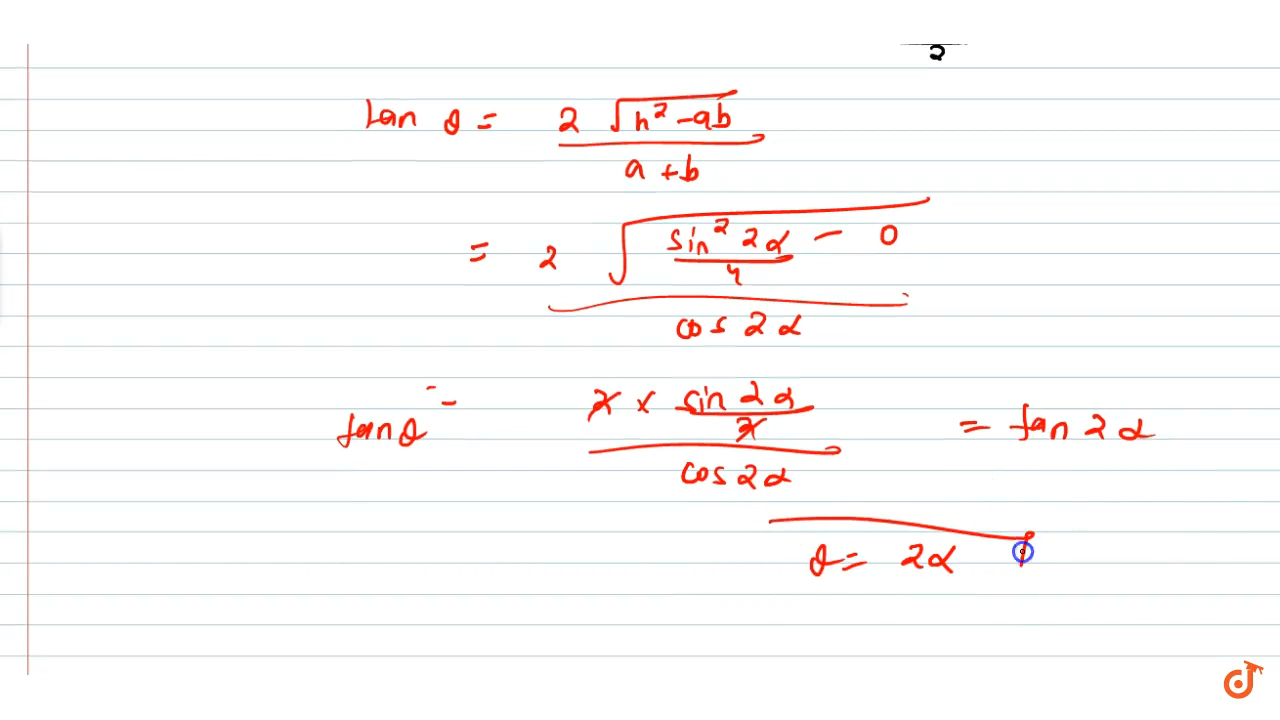 2
tan θ = 2 √(h² - ab) / (a + b)
= 2 √(sin² 2α / 4 - 0) / cos 2α
tan θ = (2 × sin 2α / 2) / cos 2α = tan 2α
θ = 2α